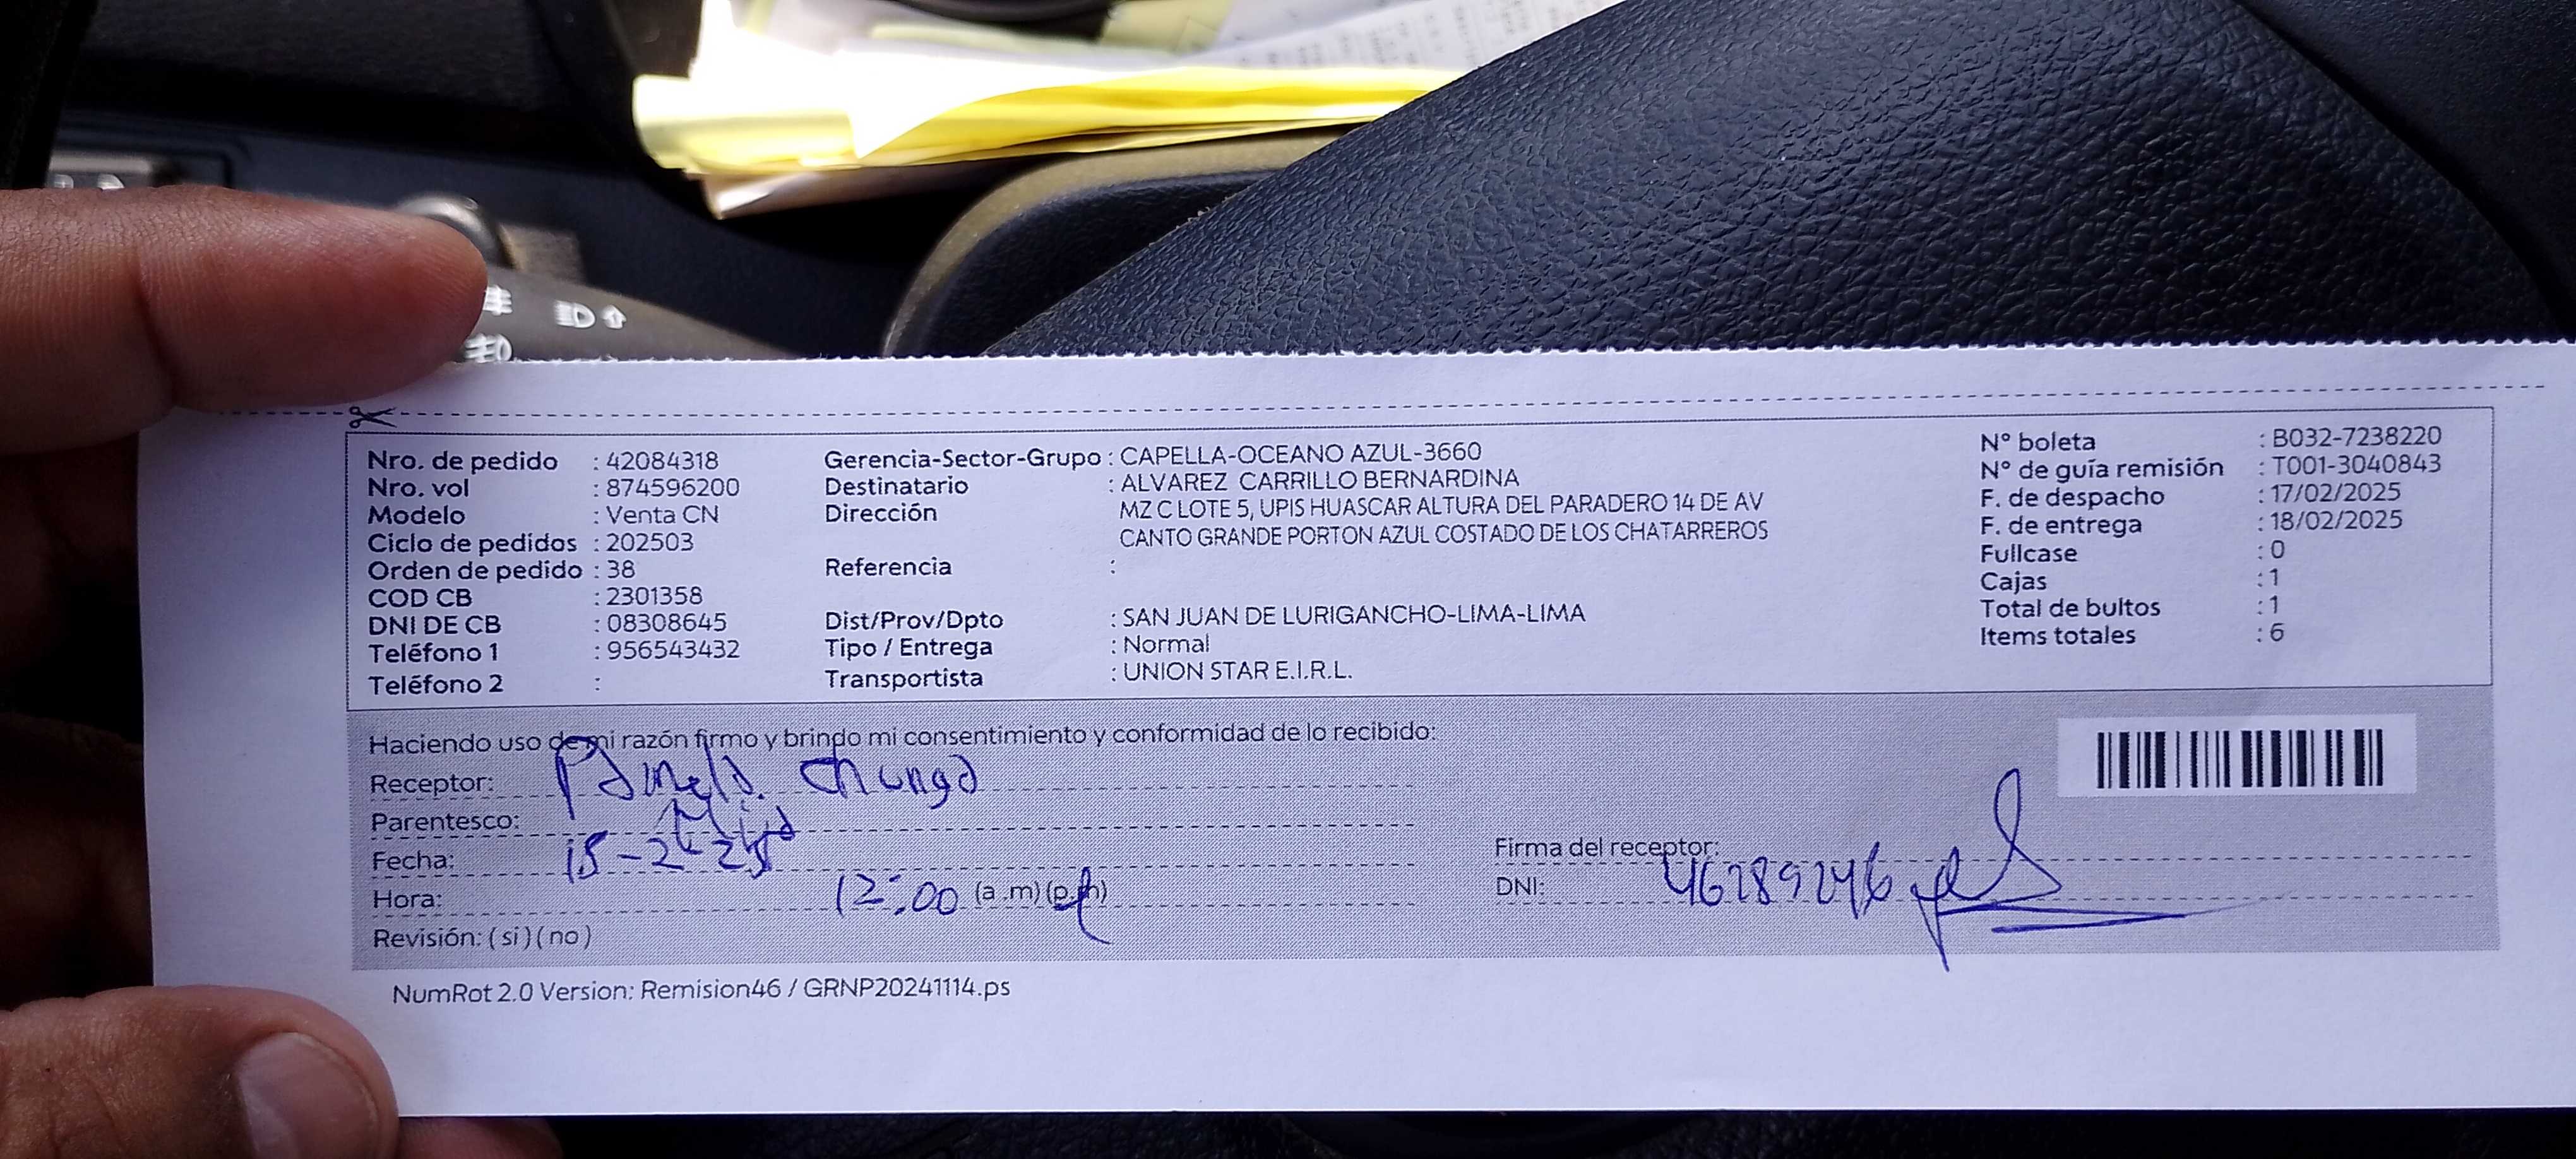 Nro. de pedido : 42084318
Nro. vol : 874596200
Modelo : Venta CN
Ciclo de pedidos : 202503
Orden de pedido : 38
COD CB : 2301358
DNI DE CB : 08308645
Teléfono 1 : 956543432
Teléfono 2 :
Gerencia-Sector-Grupo : CAPELLA-OCEANO AZUL-3660
Destinatario : ALVAREZ CARRILLO BERNARDINA
Dirección MZ C LOTE 5, UPIS HUASCAR ALTURA DEL PARADERO 14 DE AV
CANTO GRANDE PORTON AZUL COSTADO DE LOS CHATARREROS
Referencia :
Dist/Prov/Dpto : SAN JUAN DE LURIGANCHO-LIMA-LIMA
Tipo / Entrega : Normal
Transportista : UNION STAR E.I.R.L.
N° boleta : B032-7238220
N° de guía remisión : T001-3040843
F. de despacho : 17/02/2025
F. de entrega : 18/02/2025
Fullcase : 0
Cajas : 1
Total de bultos : 1
Items totales : 6
Haciendo uso de mi razón firmo y brindo mi consentimiento y conformidad de lo recibido:
Receptor: Pamela Chunga
Parentesco:
Fecha:
Hora: 12:00 (a.m) (p.m)
Revisión: ( si ) ( no )
Firma del receptor:
DNI: 46289246
NumRot 2.0 Version: Remision46 / GRNP20241114.ps